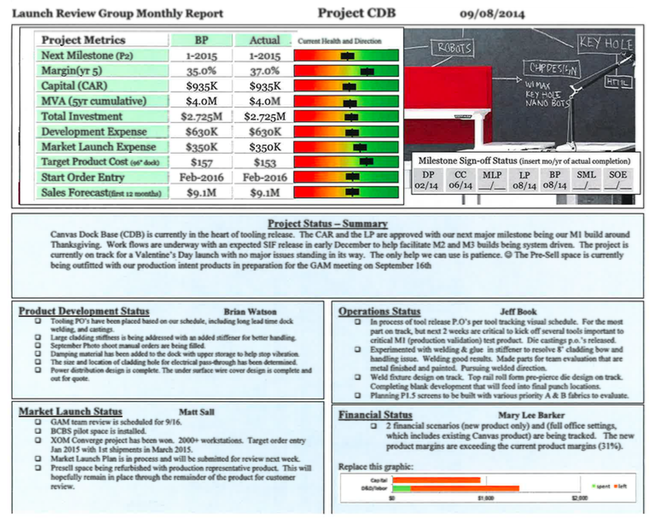 Launch Review Group Monthly Report Project CDB 09/08/2014
Project Metrics BP Actual Current Health and Direction
Next Milestone (P2) 1-2015 1-2015
Margin(yr 5) 35.0% 37.0%
Capital (CAR) $935K $935K
MVA (5yr cumulative) $4.0M $4.0M
Total Investment $2.725M $2.725M
Development Expense $630K $630K
Market Launch Expense $350K $350K
Target Product Cost (96" dock) $157 $153
Start Order Entry Feb-2016 Feb-2016
Sales Forecast(first 12 months) $9.1M $9.1M
ROBOTS
KEY HOLE
CHIP DESIGN
WIMAX
KEY HOLE
NANO BOTS
HTML
Milestone Sign-off Status (insert mo/yr of actual completion)
DP CC MLP LP BP SML SOE
02/14 06/14 __/__ 08/14 08/14 __/__ __/__
Project Status – Summary
Canvas Dock Base (CDB) is currently in the heart of tooling release. The CAR and the LP are approved with our next major milestone being our M1 build around
Thanksgiving. Work flows are underway with an expected SIF release in early December to help facilitate M2 and M3 builds being system driven. The project is
currently on track for a Valentine's Day launch with no major issues standing in its way. The only help we can use is patience. ☺ The Pre-Sell space is currently
being outfitted with our production intent products in preparation for the GAM meeting on September 16th
Product Development Status Brian Watson
❑ Tooling PO's have been placed based on our schedule, including long lead time dock
welding, and castings.
❑ Large cladding stiffness is being addressed with an added stiffener for better handling.
❑ September Photo shoot manual orders are being filled.
❑ Damping material has been added to the dock with upper storage to help stop vibration.
❑ The size and location of cladding hole for electrical pass-through has been determined.
❑ Power distribution design is complete. The under surface wire cover design is complete and
out for quote.
Operations Status Jeff Book
❑ In process of tool release P.O's per tool tracking visual schedule. For the most
part on track, but next 2 weeks are critical to kick off several tools important to
critical M1 (production validation) test product. Die castings p.o.'s released.
❑ Experimented with welding & glue in stiffener to resolve 8' cladding bow and
handling issue. Welding good results. Made parts for team evaluation that are
metal finished and painted. Pursuing welded direction.
❑ Weld fixture design on track. Top rail roll form pre-pierce die design on track.
Completing blank development that will feed into final punch locations.
❑ Planning P1.5 screens to be built with various priority A & B fabrics to evaluate.
Market Launch Status Matt Sall
❑ GAM team review is scheduled for 9/16.
❑ BCBS pilot space is installed.
❑ XOM Converge project has been won. 2000+ workstations. Target order entry
Jan 2015 with 1st shipments in March 2015.
❑ Market Launch Plan is in process and will be submitted for review next week.
❑ Presell space being refurbished with production representative product. This will
hopefully remain in place through the remainder of the product for customer
review.
Financial Status Mary Lee Barker
❑ 2 financial scenarios (new product only) and (full office settings,
which includes existing Canvas product) are being tracked. The new
product margins are exceeding the current product margins (31%).
Replace this graphic:
Capital
D&D/labor
$0 $1,000 $2,000
spent left